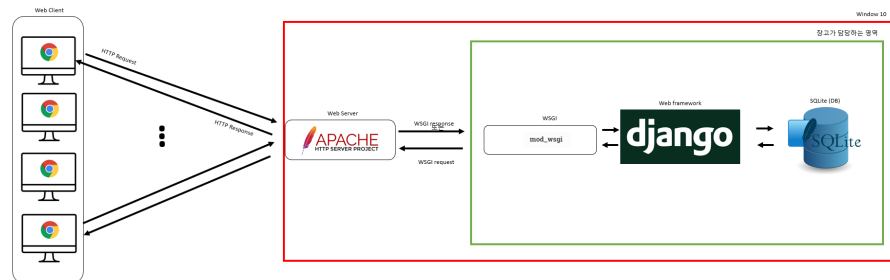 Web Client
Window 10
장고가 담당하는 영역
HTTP Request
HTTP Response
Web Server
APACHE
HTTP SERVER PROJECT
WSGI response
WSGI request
WSGI
mod_wsgi
Web framework
django
SQLite (DB)
SQLite